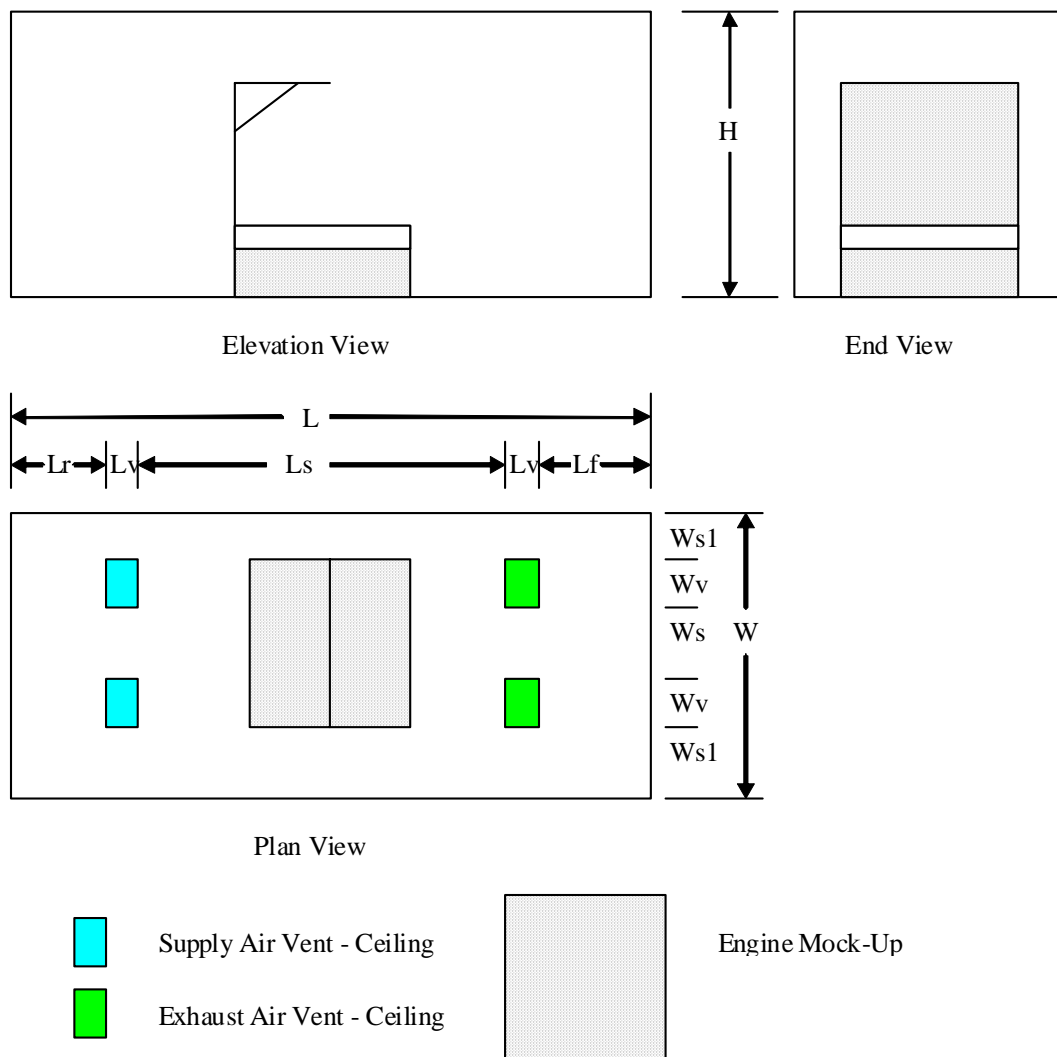 H
Elevation View
End View
L
Lr
Lv
Ls
Lv
Lf
Ws1
Wv
Ws
W
Wv
Ws1
Plan View
Supply Air Vent - Ceiling
Engine Mock-Up
Exhaust Air Vent - Ceiling